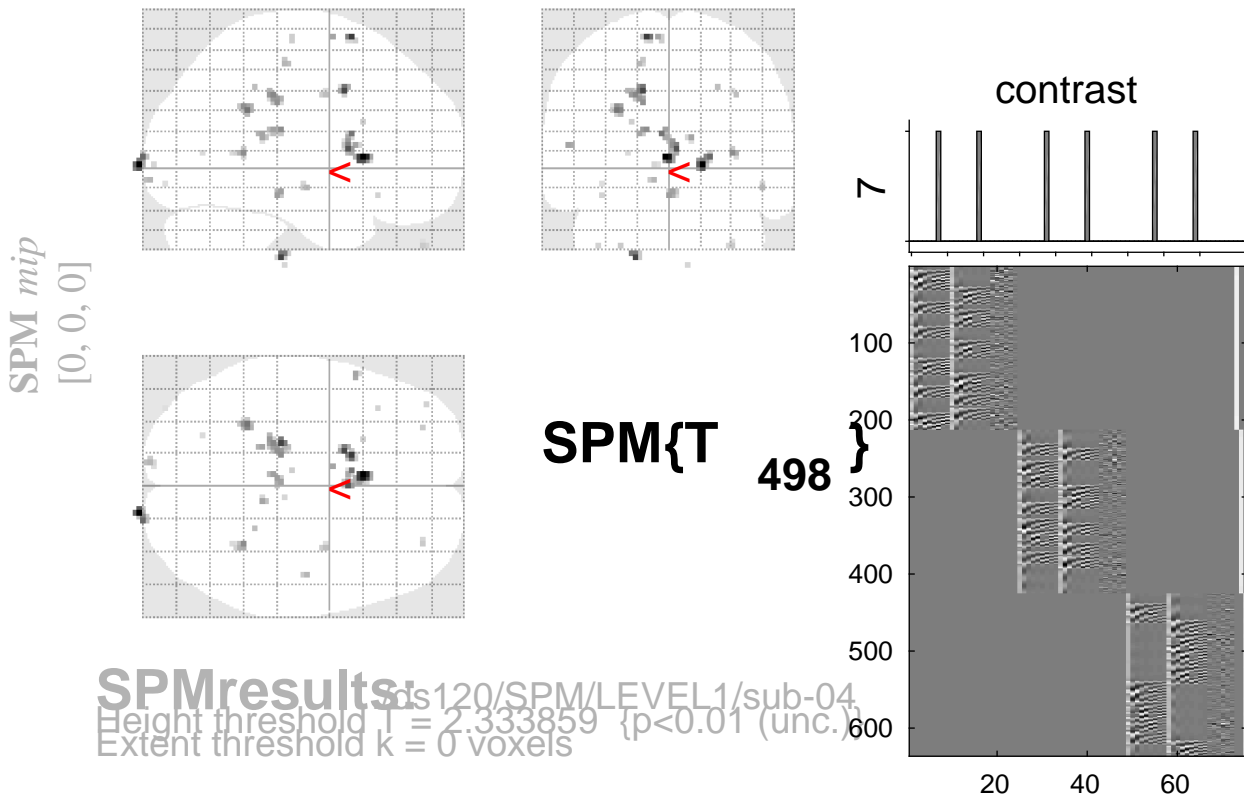 SPM mip
[0, 0, 0]
<
<
<
SPM{T 498 }
contrast
7
100
200
300
400
500
600
20 40 60
SPMresults: /ds120/SPM/LEVEL1/sub-04
Height threshold T = 2.333859 {p<0.01 (unc.)}
Extent threshold k = 0 voxels